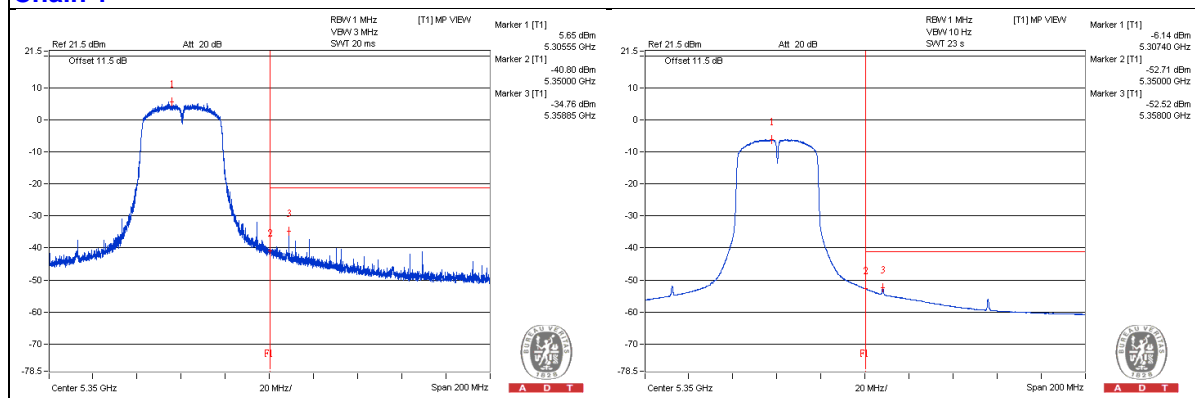 RBW 1 MHz
VBW 3 MHz
SWT 20 ms
[T1] MP VIEW
Ref 21.5 dBm
Att 20 dB
Offset 11.5 dB
Marker 1 [T1]
5.65 dBm
5.30555 GHz
Marker 2 [T1]
-40.80 dBm
5.35000 GHz
Marker 3 [T1]
-34.76 dBm
5.35885 GHz
21.5
10
0
-10
-20
-30
-40
-50
-60
-70
-78.5
1
2
3
F1
Center 5.35 GHz
20 MHz/
Span 200 MHz
BUREAU VERITAS
1828
A D T
RBW 1 MHz
VBW 10 Hz
SWT 23 s
[T1] MP VIEW
Ref 21.5 dBm
Att 20 dB
Offset 11.5 dB
Marker 1 [T1]
-6.14 dBm
5.30740 GHz
Marker 2 [T1]
-52.71 dBm
5.35000 GHz
Marker 3 [T1]
-52.52 dBm
5.35800 GHz
21.5
10
0
-10
-20
-30
-40
-50
-60
-70
-78.5
1
2
3
F1
Center 5.35 GHz
20 MHz/
Span 200 MHz
BUREAU VERITAS
1828
A D T